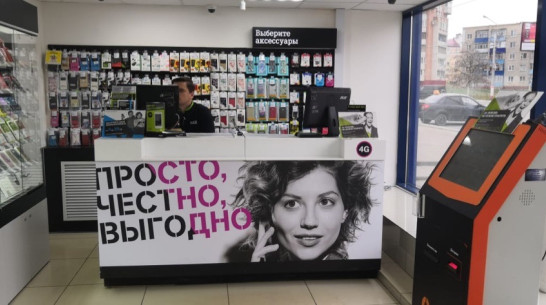 Выберите
аксессуары
4G
ПРОСТО,
ЧЕСТНО,
ВЫГОДНО